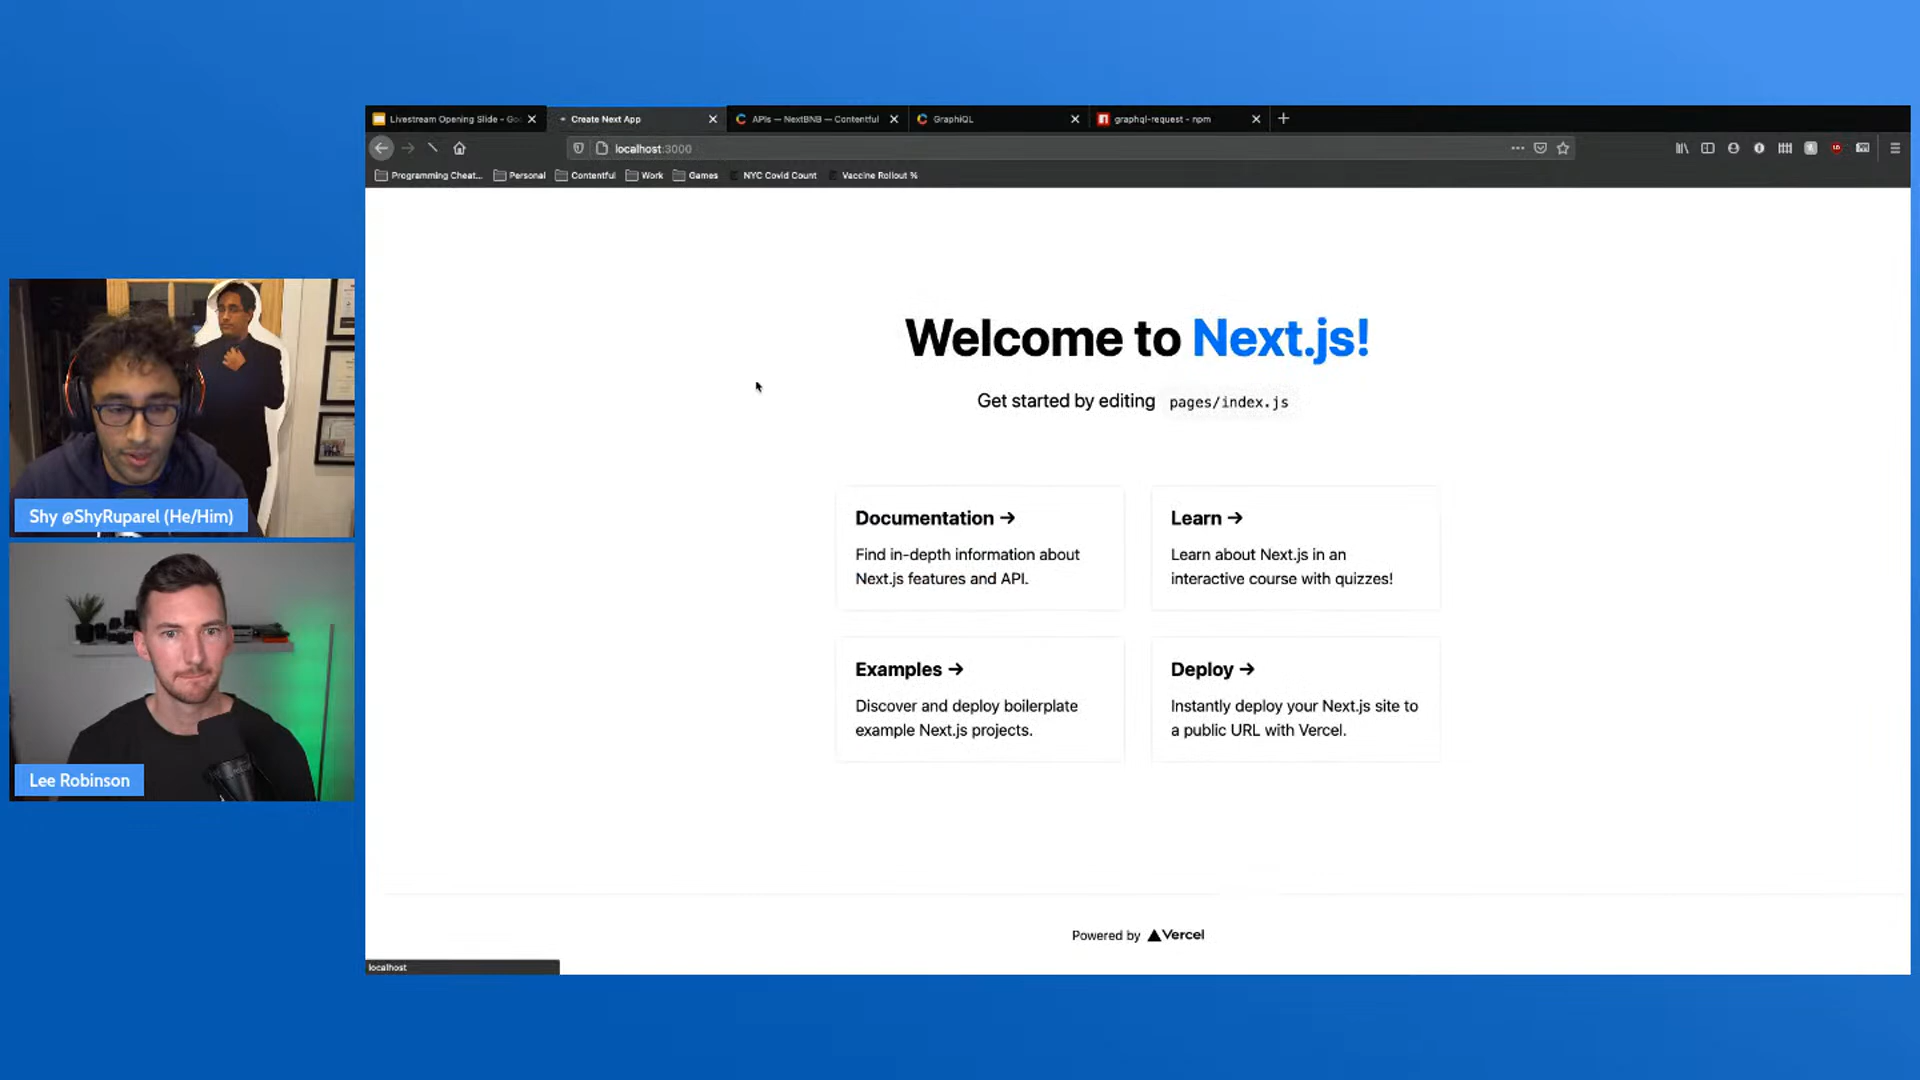 Livestream Opening Slide - Go
Create Next App
APIs — NextBNB — Contentful
GraphiQL
graphql-request - npm
localhost:3000
Programming Cheat...
Personal
Contentful
Work
Games
NYC Covid Count
Vaccine Rollout %
Welcome to Next.js!
Get started by editing pages/index.js
Documentation →
Find in-depth information about
Next.js features and API.
Learn →
Learn about Next.js in an
interactive course with quizzes!
Examples →
Discover and deploy boilerplate
example Next.js projects.
Deploy →
Instantly deploy your Next.js site to
a public URL with Vercel.
Powered by ▲Vercel
localhost
Shy @ShyRuparel (He/Him)
Lee Robinson